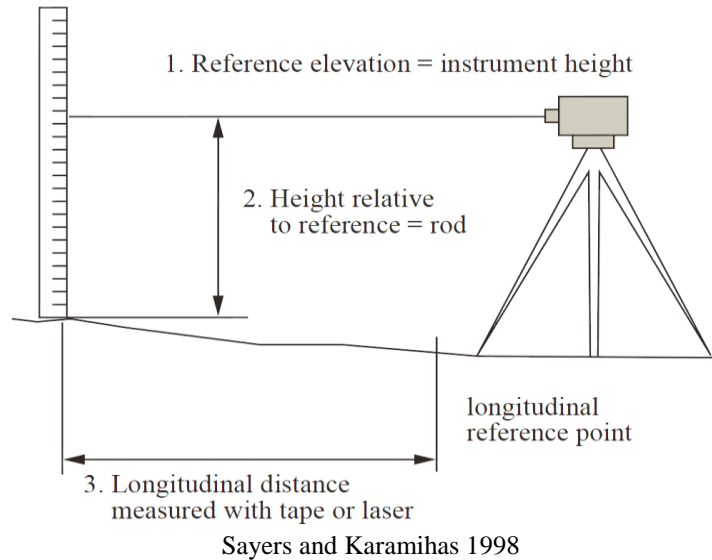 1. Reference elevation = instrument height
2. Height relative
to reference = rod
longitudinal
reference point
3. Longitudinal distance
measured with tape or laser
Sayers and Karamihas 1998